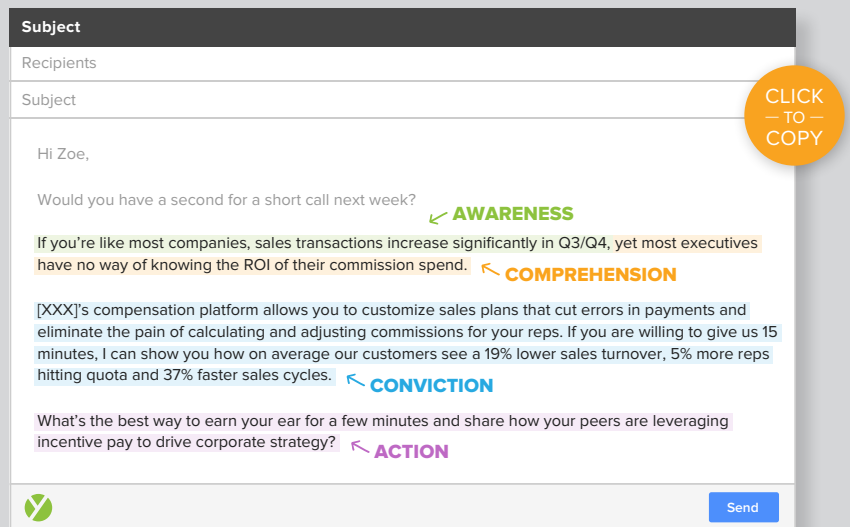 Subject
Recipients
Subject
CLICK
— TO —
COPY
Hi Zoe,
Would you have a second for a short call next week?
AWARENESS
If you’re like most companies, sales transactions increase significantly in Q3/Q4, yet most executives
have no way of knowing the ROI of their commission spend.
COMPREHENSION
[XXX]’s compensation platform allows you to customize sales plans that cut errors in payments and
eliminate the pain of calculating and adjusting commissions for your reps. If you are willing to give us 15
minutes, I can show you how on average our customers see a 19% lower sales turnover, 5% more reps
hitting quota and 37% faster sales cycles.
CONVICTION
What’s the best way to earn your ear for a few minutes and share how your peers are leveraging
incentive pay to drive corporate strategy?
ACTION
Send